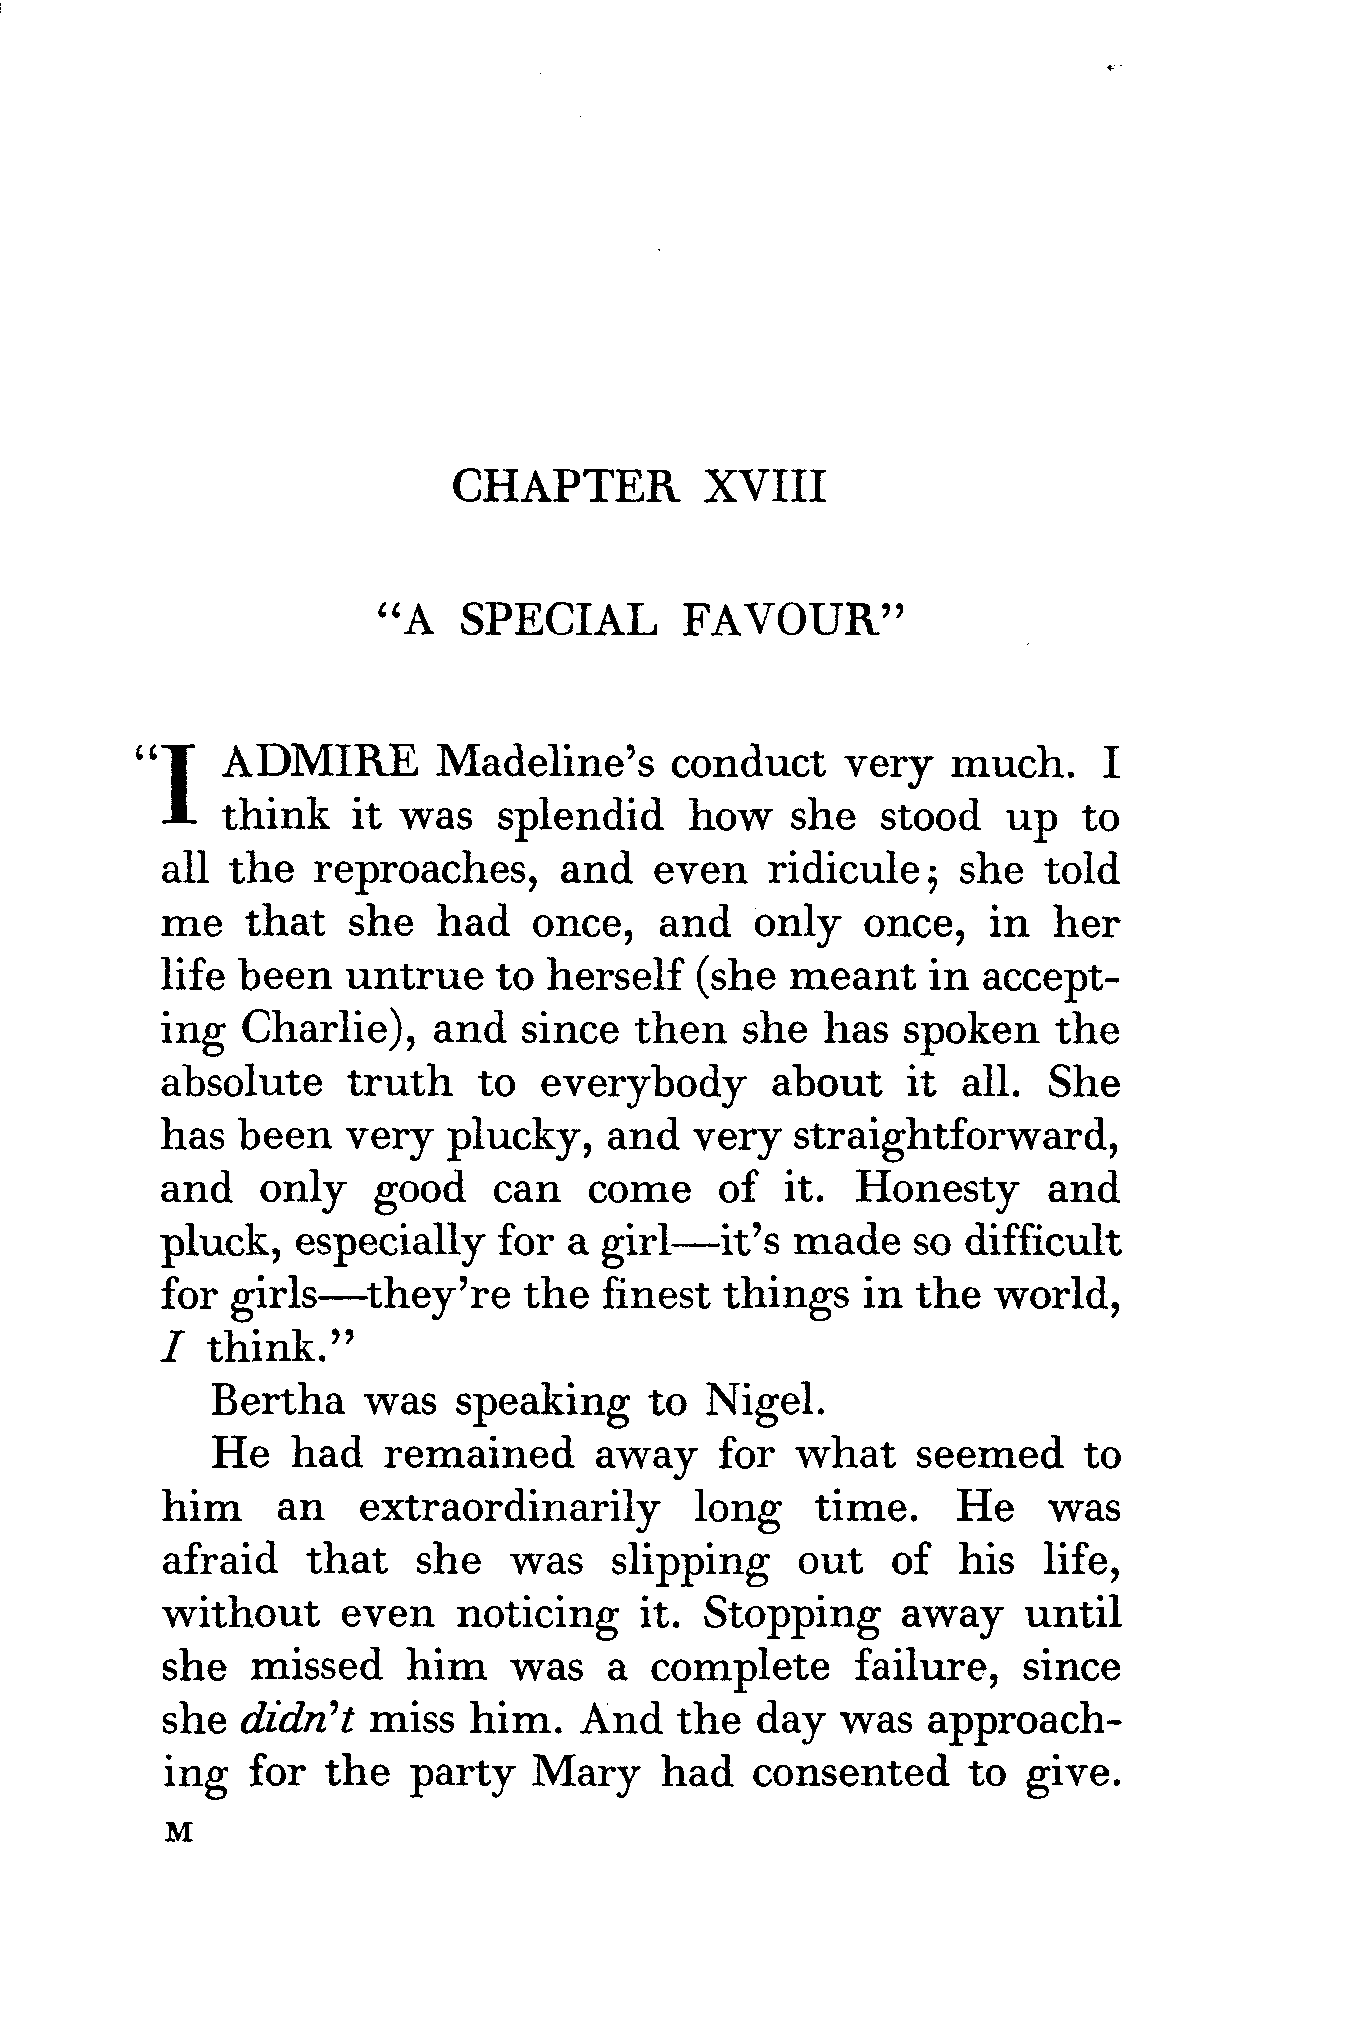 CHAPTER XVIII
“A SPECIAL FAVOUR”
“I ADMIRE Madeline’s conduct very much. I
think it was splendid how she stood up to
all the reproaches, and even ridicule; she told
me that she had once, and only once, in her
life been untrue to herself (she meant in accept-
ing Charlie), and since then she has spoken the
absolute truth to everybody about it all. She
has been very plucky, and very straightforward,
and only good can come of it. Honesty and
pluck, especially for a girl—it’s made so difficult
for girls—they’re the finest things in the world,
I think.”
Bertha was speaking to Nigel.
He had remained away for what seemed to
him an extraordinarily long time. He was
afraid that she was slipping out of his life,
without even noticing it. Stopping away until
she missed him was a complete failure, since
she didn’t miss him. And the day was approach-
ing for the party Mary had consented to give.
M